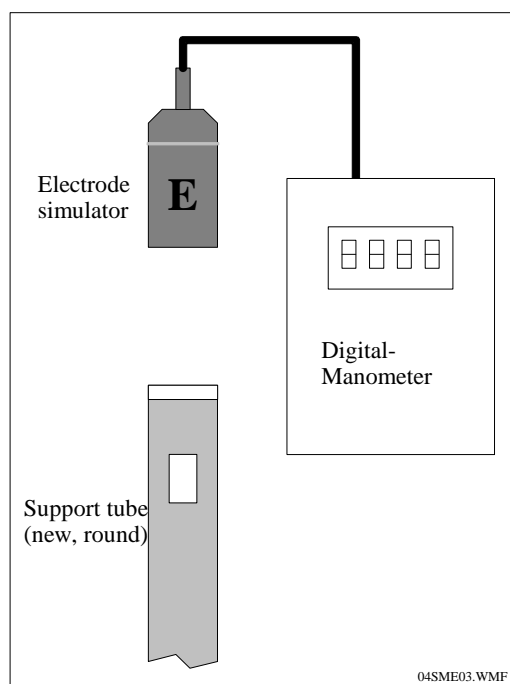 Electrode
simulator
E
Digital-
Manometer
Support tube
(new, round)
04SME03.WMF